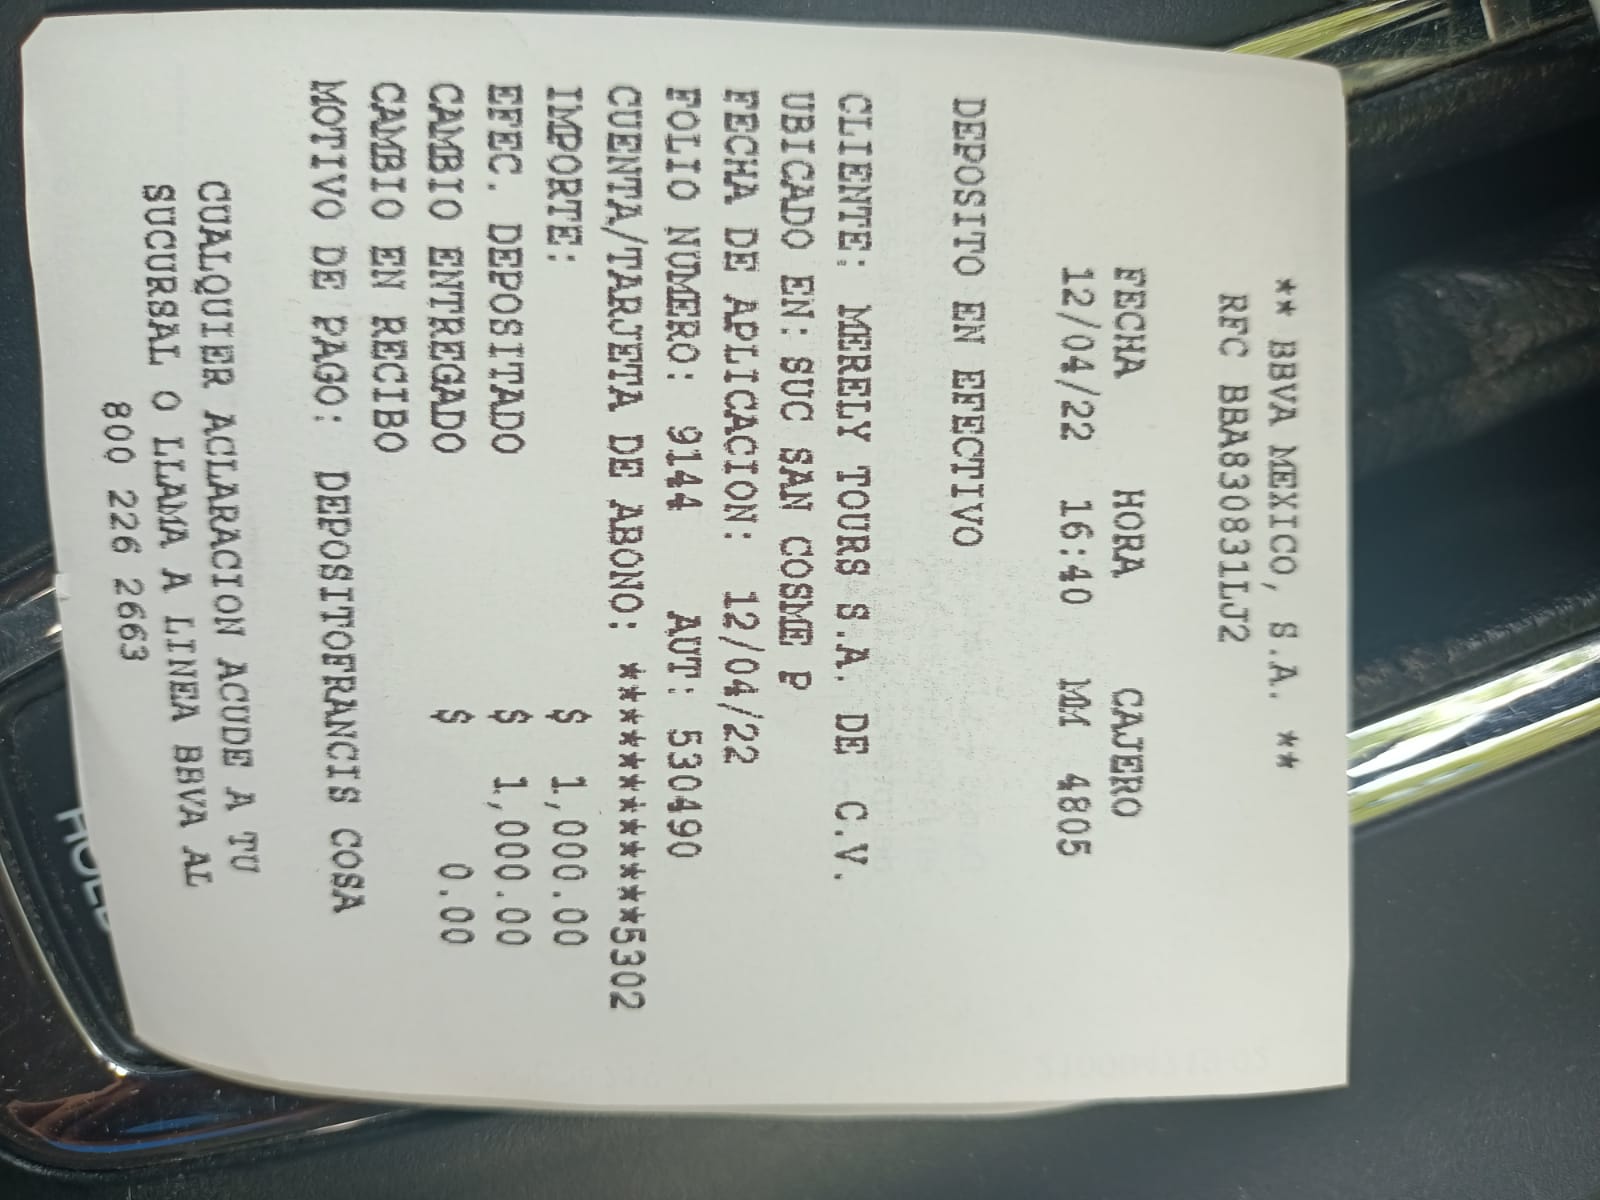 ** BBVA MEXICO, S.A. **
RFC BBA830831LJ2
FECHA HORA CAJERO
12/04/22 16:40 MM 4805
DEPOSITO EN EFECTIVO
CLIENTE: MERELY TOURS S.A. DE C.V.
UBICADO EN: SUC SAN COSME P
FECHA DE APLICACION: 12/04/22
FOLIO NUMERO: 9144 AUT: 530490
CUENTA/TARJETA DE ABONO: **************5302
IMPORTE: $ 1,000.00
EFEC. DEPOSITADO $ 1,000.00
CAMBIO ENTREGADO $ 0.00
CAMBIO EN RECIBO
MOTIVO DE PAGO: DEPOSITOFRANCIS COSA
CUALQUIER ACLARACION ACUDE A TU
SUCURSAL O LLAMA A LINEA BBVA AL
800 226 2663
HOLD